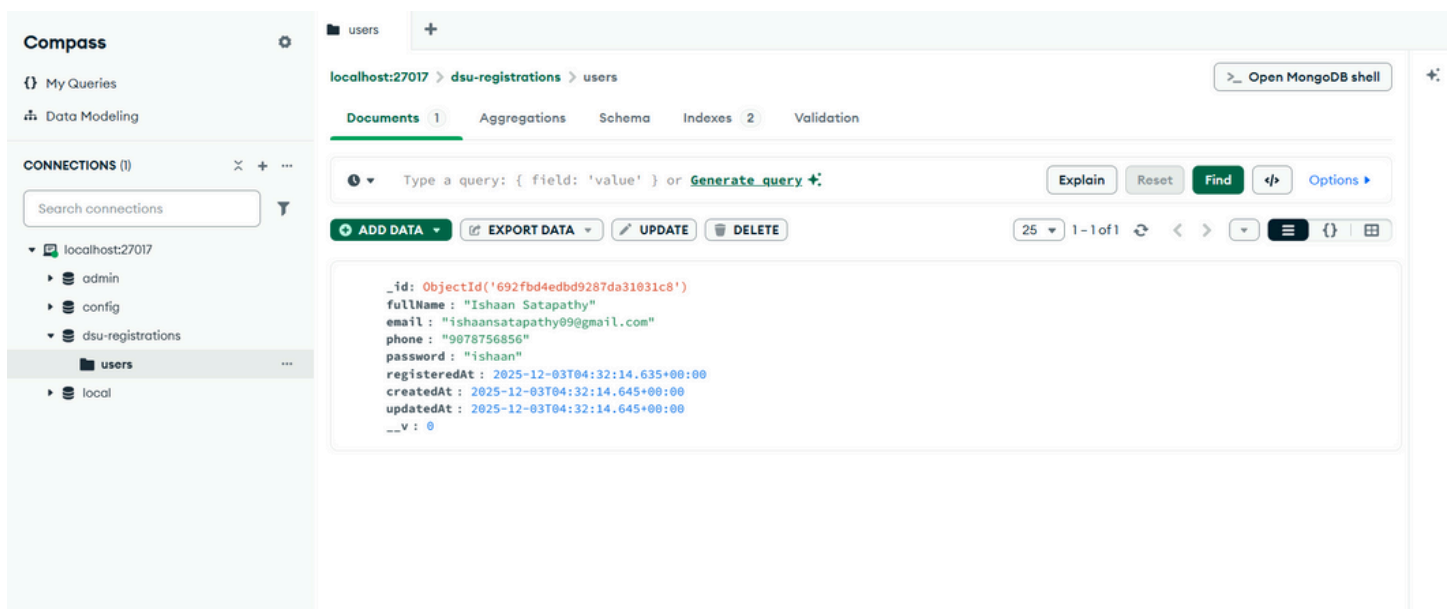 Compass
{} My Queries
Data Modeling
CONNECTIONS (1)
Search connections
localhost:27017
admin
config
dsu-registrations
users
local
users
localhost:27017 > dsu-registrations > users
>_ Open MongoDB shell
Documents 1 Aggregations Schema Indexes 2 Validation
Type a query: { field: 'value' } or Generate query
Explain Reset Find </> Options
ADD DATA EXPORT DATA UPDATE DELETE
25 1-1 of 1 {}
_id: ObjectId('692fbd4edbd9287da31031c8')
fullName : "Ishaan Satapathy"
email : "ishaansatapathy09@gmail.com"
phone : "9078756856"
password : "ishaan"
registeredAt : 2025-12-03T04:32:14.635+00:00
createdAt : 2025-12-03T04:32:14.645+00:00
updatedAt : 2025-12-03T04:32:14.645+00:00
__v : 0